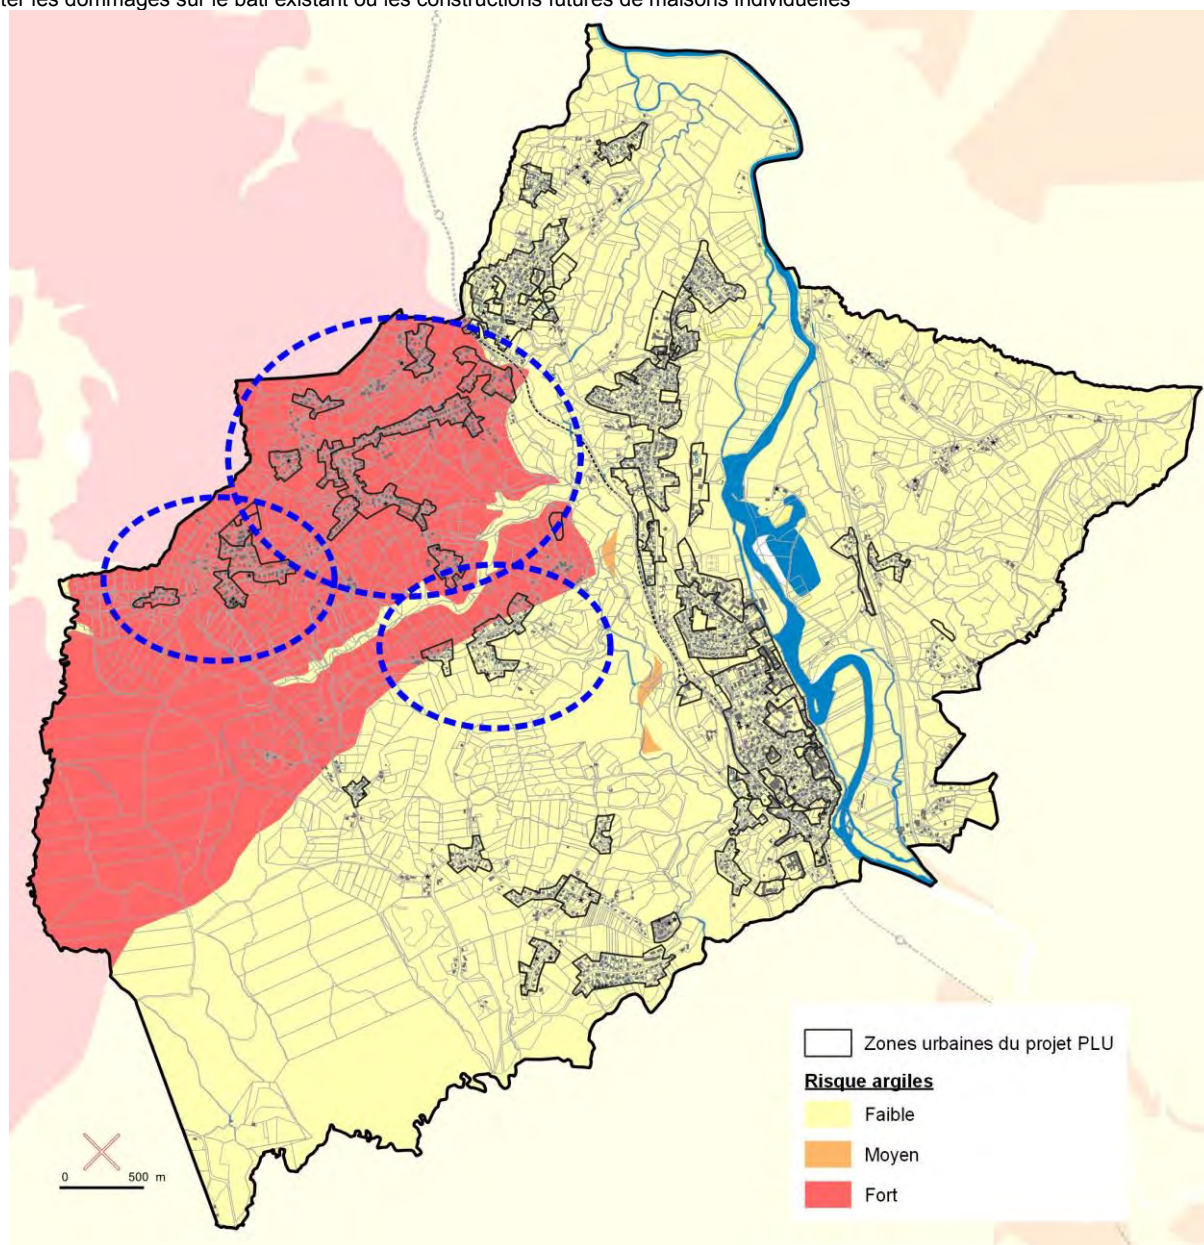 ter les dommages sur le bâti existant ou les constructions futures de maisons individuelles
Zones urbaines du projet PLU
Risque argiles
Faible
Moyen
Fort
0 500 m